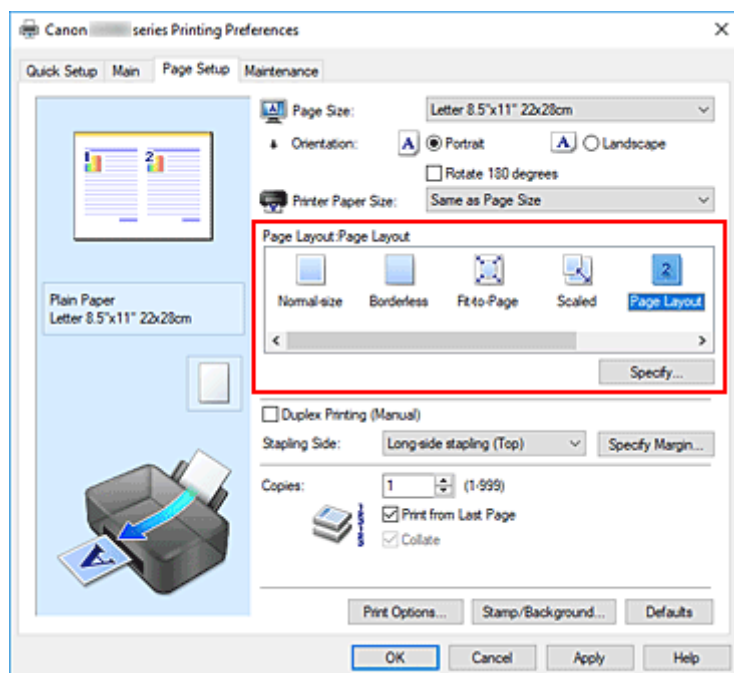 Canon series Printing Preferences
Quick Setup Main Page Setup Maintenance
1 2
Plain Paper
Letter 8.5"x11" 22x28cm
A
Page Size: Letter 8.5"x11" 22x28cm
Orientation: A Portrait A Landscape
Rotate 180 degrees
Printer Paper Size: Same as Page Size
Page Layout:Page Layout
2
Normal-size Borderless Fit-to-Page Scaled Page Layout
Specify...
Duplex Printing (Manual)
Stapling Side: Long-side stapling (Top) Specify Margin...
Copies: 1 (1-999)
Print from Last Page
Collate
Print Options... Stamp/Background... Defaults
OK Cancel Apply Help